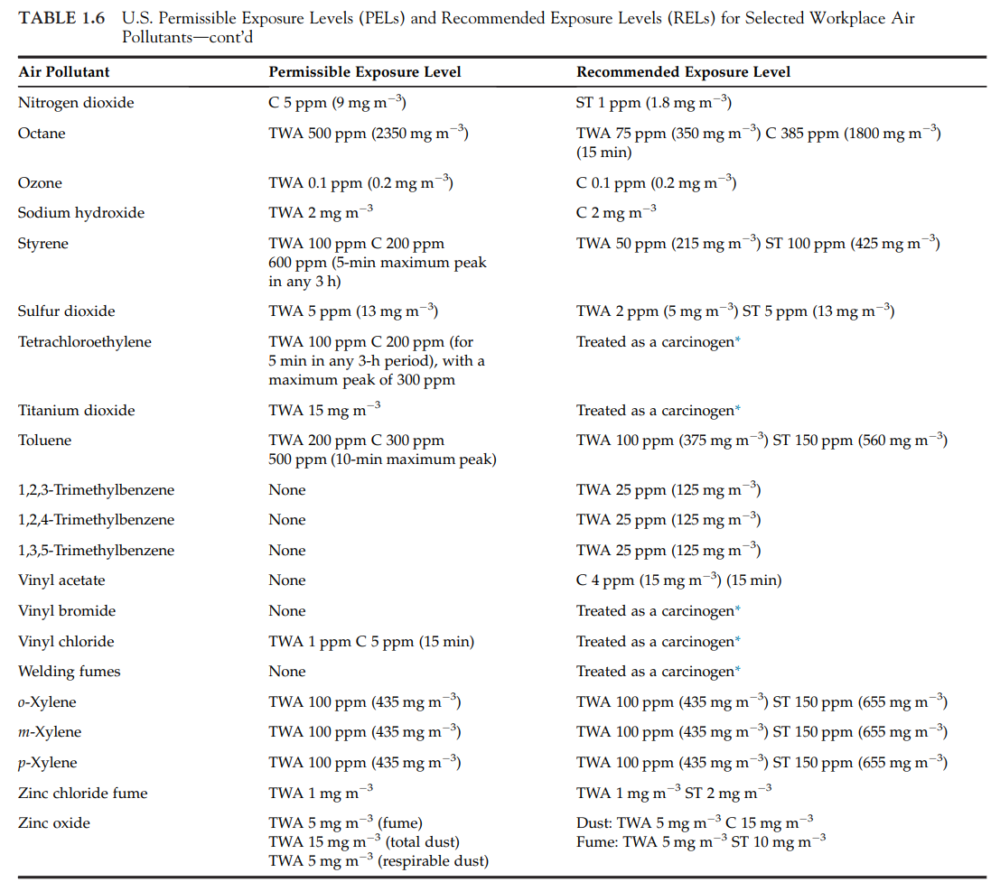 TABLE 1.6 U.S. Permissible Exposure Levels (PELs) and Recommended Exposure Levels (RELs) for Selected Workplace Air
Pollutants—cont'd
Air Pollutant Permissible Exposure Level Recommended Exposure Level
Nitrogen dioxide C 5 ppm (9 mg m⁻³) ST 1 ppm (1.8 mg m⁻³)
Octane TWA 500 ppm (2350 mg m⁻³) TWA 75 ppm (350 mg m⁻³) C 385 ppm (1800 mg m⁻³)
(15 min)
Ozone TWA 0.1 ppm (0.2 mg m⁻³) C 0.1 ppm (0.2 mg m⁻³)
Sodium hydroxide TWA 2 mg m⁻³ C 2 mg m⁻³
Styrene TWA 100 ppm C 200 ppm TWA 50 ppm (215 mg m⁻³) ST 100 ppm (425 mg m⁻³)
600 ppm (5-min maximum peak
in any 3 h)
Sulfur dioxide TWA 5 ppm (13 mg m⁻³) TWA 2 ppm (5 mg m⁻³) ST 5 ppm (13 mg m⁻³)
Tetrachloroethylene TWA 100 ppm C 200 ppm (for Treated as a carcinogen*
5 min in any 3-h period), with a
maximum peak of 300 ppm
Titanium dioxide TWA 15 mg m⁻³ Treated as a carcinogen*
Toluene TWA 200 ppm C 300 ppm TWA 100 ppm (375 mg m⁻³) ST 150 ppm (560 mg m⁻³)
500 ppm (10-min maximum peak)
1,2,3-Trimethylbenzene None TWA 25 ppm (125 mg m⁻³)
1,2,4-Trimethylbenzene None TWA 25 ppm (125 mg m⁻³)
1,3,5-Trimethylbenzene None TWA 25 ppm (125 mg m⁻³)
Vinyl acetate None C 4 ppm (15 mg m⁻³) (15 min)
Vinyl bromide None Treated as a carcinogen*
Vinyl chloride TWA 1 ppm C 5 ppm (15 min) Treated as a carcinogen*
Welding fumes None Treated as a carcinogen*
o-Xylene TWA 100 ppm (435 mg m⁻³) TWA 100 ppm (435 mg m⁻³) ST 150 ppm (655 mg m⁻³)
m-Xylene TWA 100 ppm (435 mg m⁻³) TWA 100 ppm (435 mg m⁻³) ST 150 ppm (655 mg m⁻³)
p-Xylene TWA 100 ppm (435 mg m⁻³) TWA 100 ppm (435 mg m⁻³) ST 150 ppm (655 mg m⁻³)
Zinc chloride fume TWA 1 mg m⁻³ TWA 1 mg m⁻³ ST 2 mg m⁻³
Zinc oxide TWA 5 mg m⁻³ (fume) Dust: TWA 5 mg m⁻³ C 15 mg m⁻³
TWA 15 mg m⁻³ (total dust) Fume: TWA 5 mg m⁻³ ST 10 mg m⁻³
TWA 5 mg m⁻³ (respirable dust)